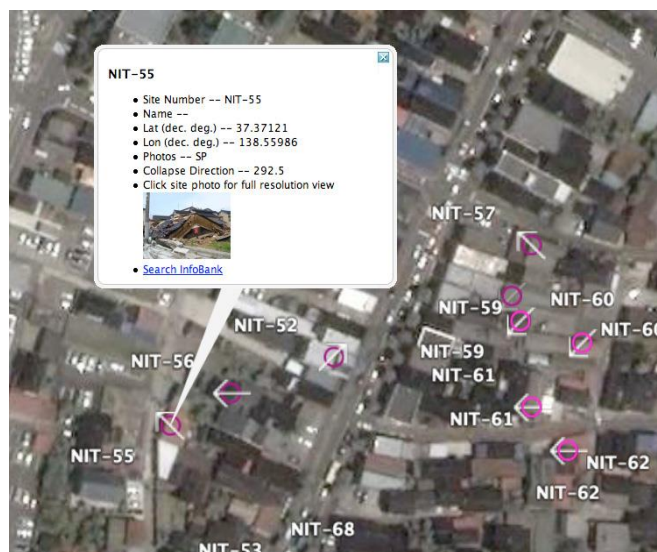 NIT-55
Site Number -- NIT-55
Name --
Lat (dec. deg.) -- 37.37121
Lon (dec. deg.) -- 138.55986
Photos -- SP
Collapse Direction -- 292.5
Click site photo for full resolution view
Search InfoBank
NIT-57
NIT-59
NIT-60
NIT-52
NIT-60
NIT-59
NIT-56
NIT-61
NIT-61
NIT-55
NIT-62
NIT-62
NIT-68
NIT-53